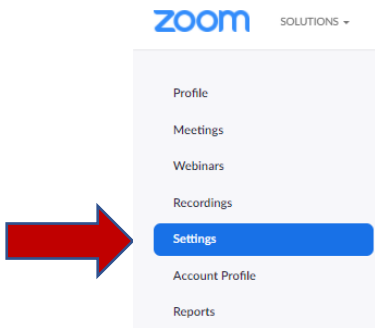 zoom SOLUTIONS
Profile
Meetings
Webinars
Recordings
Settings
Account Profile
Reports